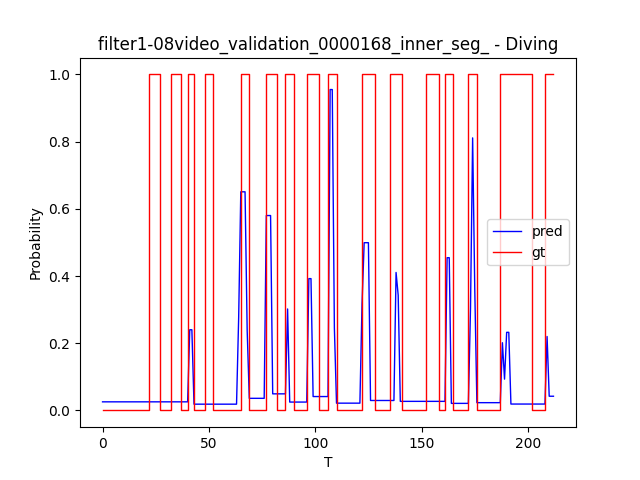 filter1-08video_validation_0000168_inner_seg_ - Diving
1.0
0.8
0.6
0.4
0.2
0.0
Probability
pred
gt
0
50
100
150
200
T